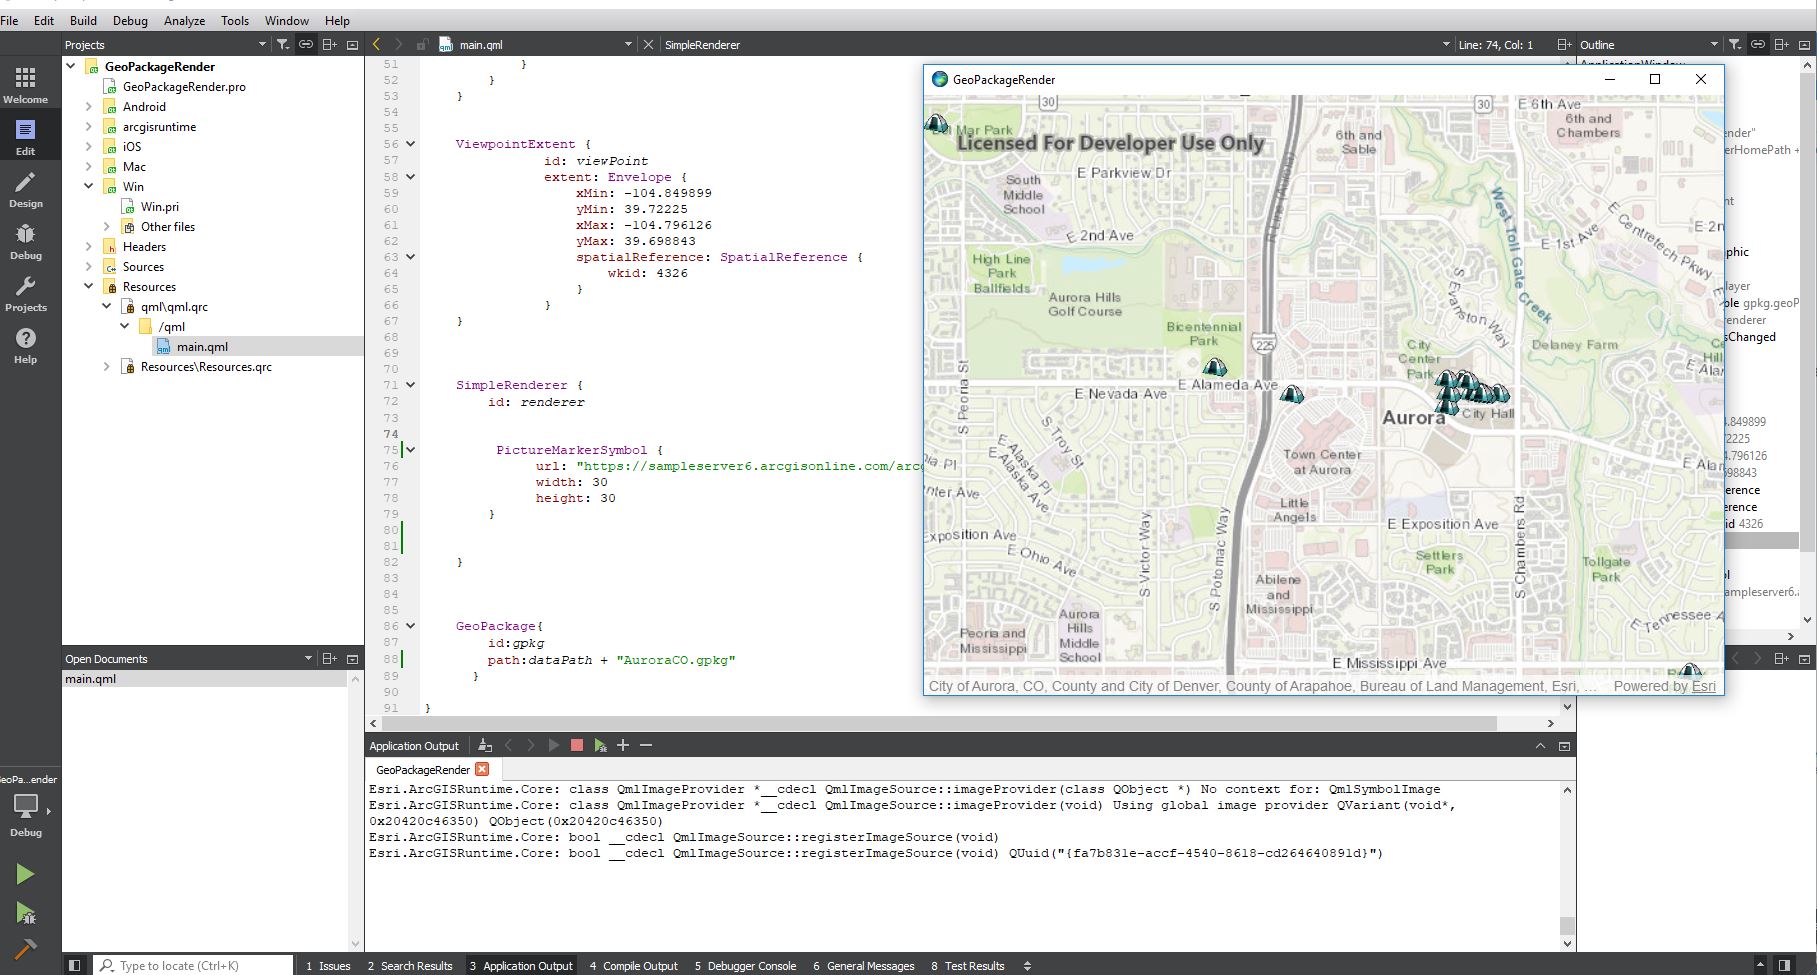 File Edit Build Debug Analyze Tools Window Help
Projects
main.qml
SimpleRenderer
Line: 74, Col: 1
Outline
Welcome
Edit
Design
Debug
Projects
Help
GeoPackageRender
GeoPackageRender.pro
Android
arcgisruntime
iOS
Mac
Win
Win.pri
Other files
Headers
Sources
Resources
qml\qml.qrc
/qml
main.qml
Resources\Resources.qrc
Open Documents
main.qml
51 }
52 }
53 }
54
55
56 ViewpointExtent {
57 id: viewPoint
58 extent: Envelope {
59 xMin: -104.849899
60 yMin: 39.72225
61 xMax: -104.796126
62 yMax: 39.698843
63 spatialReference: SpatialReference {
64 wkid: 4326
65 }
66 }
67 }
68
69
70
71 SimpleRenderer {
72 id: renderer
73
74
75 PictureMarkerSymbol {
76 url: "https://sampleserver6.arcgisonline.com/arc
77 width: 30
78 height: 30
79 }
80
81
82 }
83
84
85
86 GeoPackage{
87 id:gpkg
88 path:dataPath + "AuroraCO.gpkg"
89 }
90
91 }
GeoPackageRender
30
30
E 6th Ave
Mar Park
Licensed For Developer Use Only
6th and
Sable
6th and
Chambers
E Parkview Dr
South
Middle
School
E 2nd Ave
West Toll Gate Creek
E 1st Ave
E Centretech Pkwy
High Line
Park
Ballfields
Aurora Hills
Golf Course
Bicentennial
Park
225
S Evanston Way
City
Center
Park
Delaney Farm
E Alameda Ave
E Nevada Ave
S Peoria St
Aurora
City Hall
S Troy St
E Alaska Pl
E Alaska Ave
Town Center
at Aurora
Little
Angels
E Exposition Ave
E Ohio Ave
S Victor Way
S Potomac Way
S Chambers Rd
Settlers
Park
Tollgate
Park
Abilene
and
Mississippi
Aurora
Hills
Middle
School
Peoria and
Mississippi
E Tennessee A
E Mississippi Ave
City of Aurora, CO, County and City of Denver, County of Arapahoe, Bureau of Land Management, Esri, ...
Powered by Esri
ender"
erHomePath +
nt
phic
layer
ble gpkg.geoP
renderer
sChanged
.849899
72225
4.796126
98843
erence
erence
id 4326
ol
ampleserver6.a
Application Output
GeoPackageRender
Esri.ArcGISRuntime.Core: class QmlImageProvider *__cdecl QmlImageSource::imageProvider(class QObject *) No context for: QmlSymbolImage
Esri.ArcGISRuntime.Core: class QmlImageProvider *__cdecl QmlImageSource::imageProvider(void) Using global image provider QVariant(void*,
0x20420c46350) QObject(0x20420c46350)
Esri.ArcGISRuntime.Core: bool __cdecl QmlImageSource::registerImageSource(void)
Esri.ArcGISRuntime.Core: bool __cdecl QmlImageSource::registerImageSource(void) QUuid("{fa7b831e-accf-4540-8618-cd264640891d}")
eoPa...ender
Debug
Type to locate (Ctrl+K)
1 Issues 2 Search Results 3 Application Output 4 Compile Output 5 Debugger Console 6 General Messages 8 Test Results